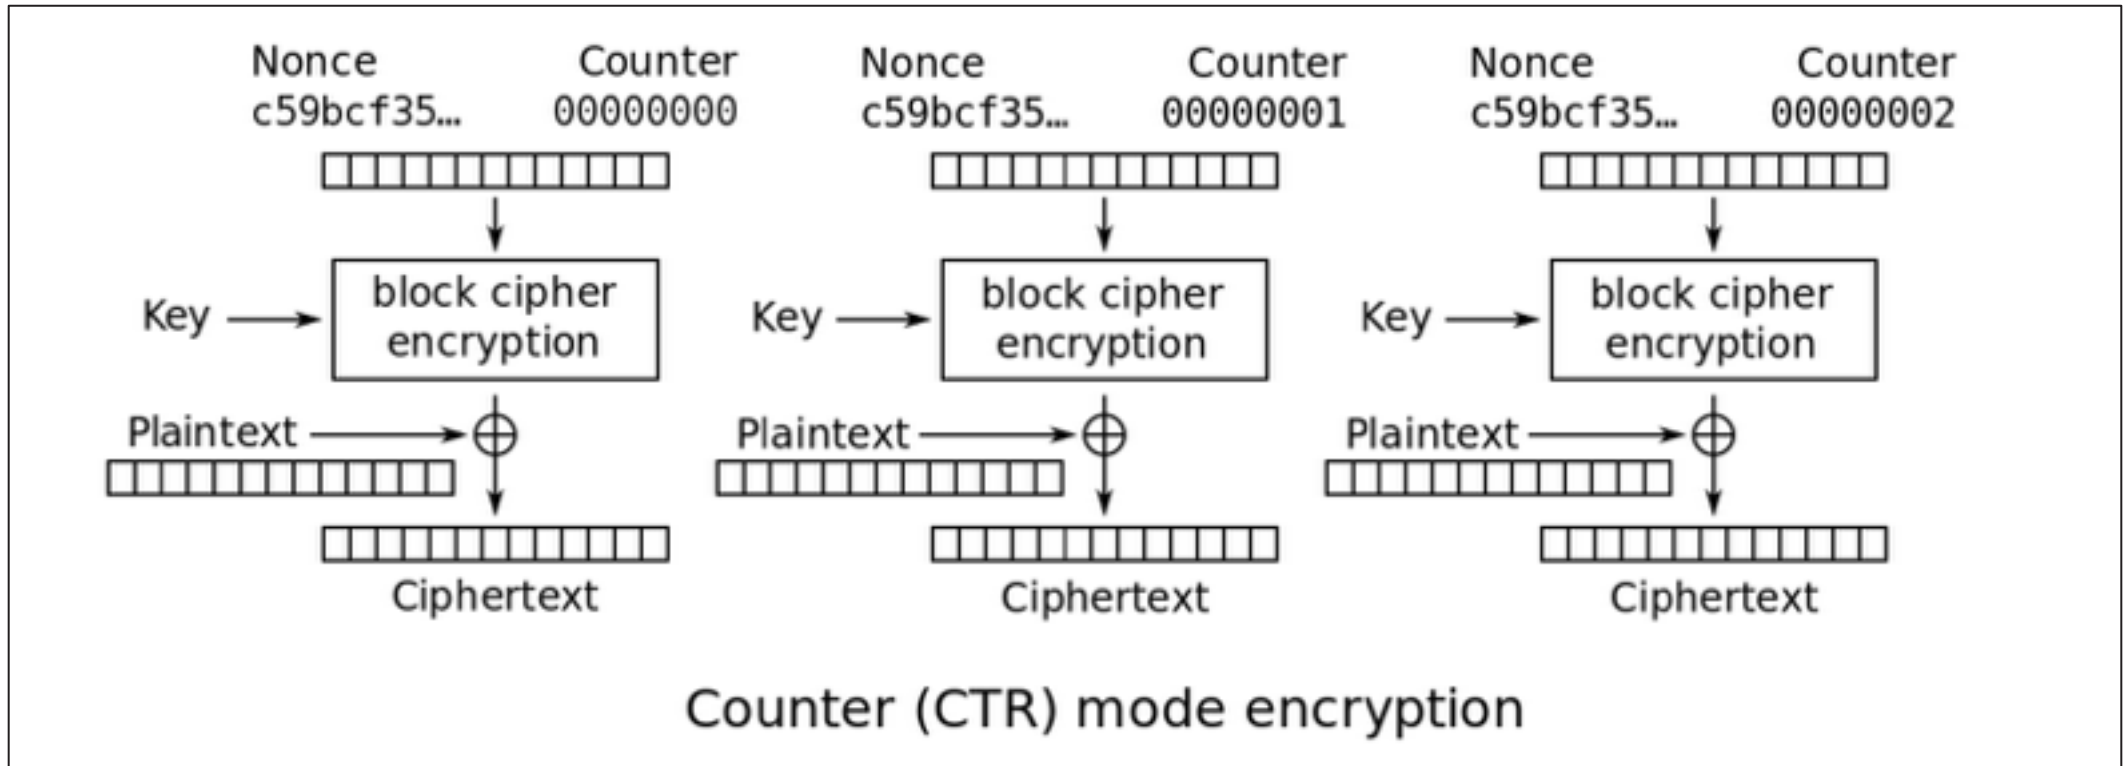 Nonce Counter Nonce Counter Nonce Counter
c59bcf35… 00000000 c59bcf35… 00000001 c59bcf35… 00000002
Key block cipher encryption Key block cipher encryption Key block cipher encryption
Plaintext Plaintext Plaintext
Ciphertext Ciphertext Ciphertext
Counter (CTR) mode encryption